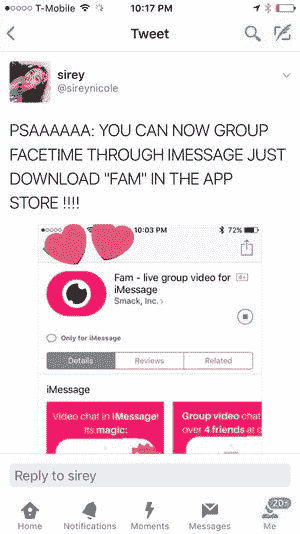 T-Mobile 10:17 PM
Tweet
sirey
@sireynicole
PSAAAAAA: YOU CAN NOW GROUP
FACETIME THROUGH IMESSAGE JUST
DOWNLOAD "FAM" IN THE APP
STORE !!!!
10:03 PM 72%
Fam - live group video for 4+
iMessage
Smack, Inc. >
Only for iMessage
Details Reviews Related
iMessage
Video chat in iMessage! Group video chat
Its magic: over 4 friends at
Reply to sirey
20+
Home Notifications Moments Messages Me